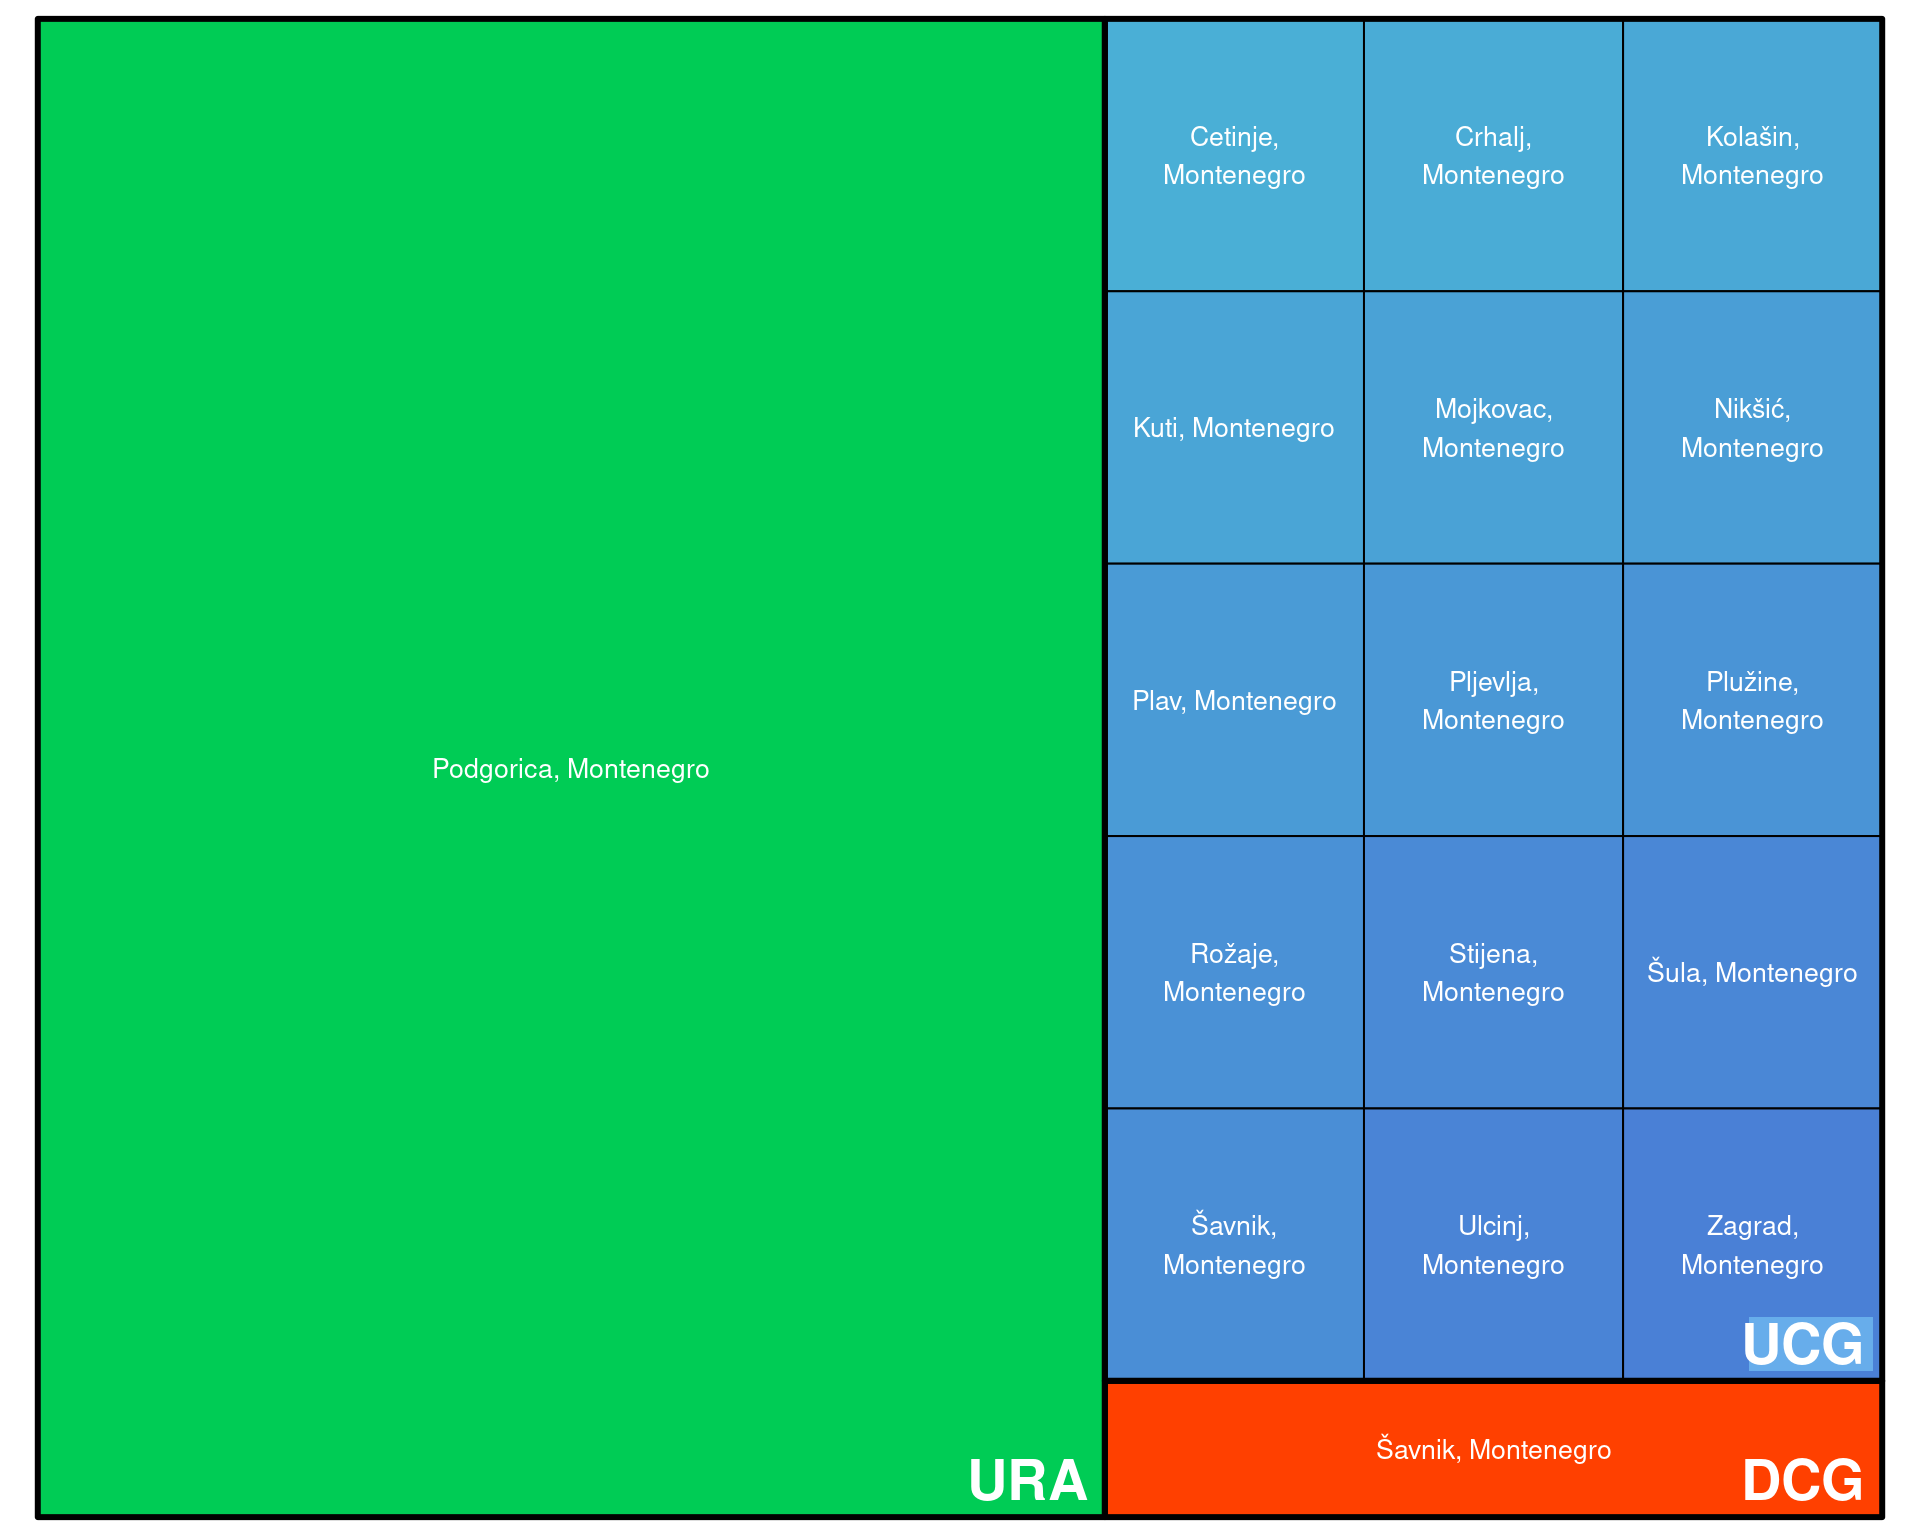 Podgorica, Montenegro
URA
Cetinje,
Montenegro
Crhalj,
Montenegro
Kolašin,
Montenegro
Kuti, Montenegro
Mojkovac,
Montenegro
Nikšić,
Montenegro
Plav, Montenegro
Pljevlja,
Montenegro
Plužine,
Montenegro
Rožaje,
Montenegro
Stijena,
Montenegro
Šula, Montenegro
Šavnik,
Montenegro
Ulcinj,
Montenegro
Zagrad,
Montenegro
UCG
Šavnik, Montenegro
DCG